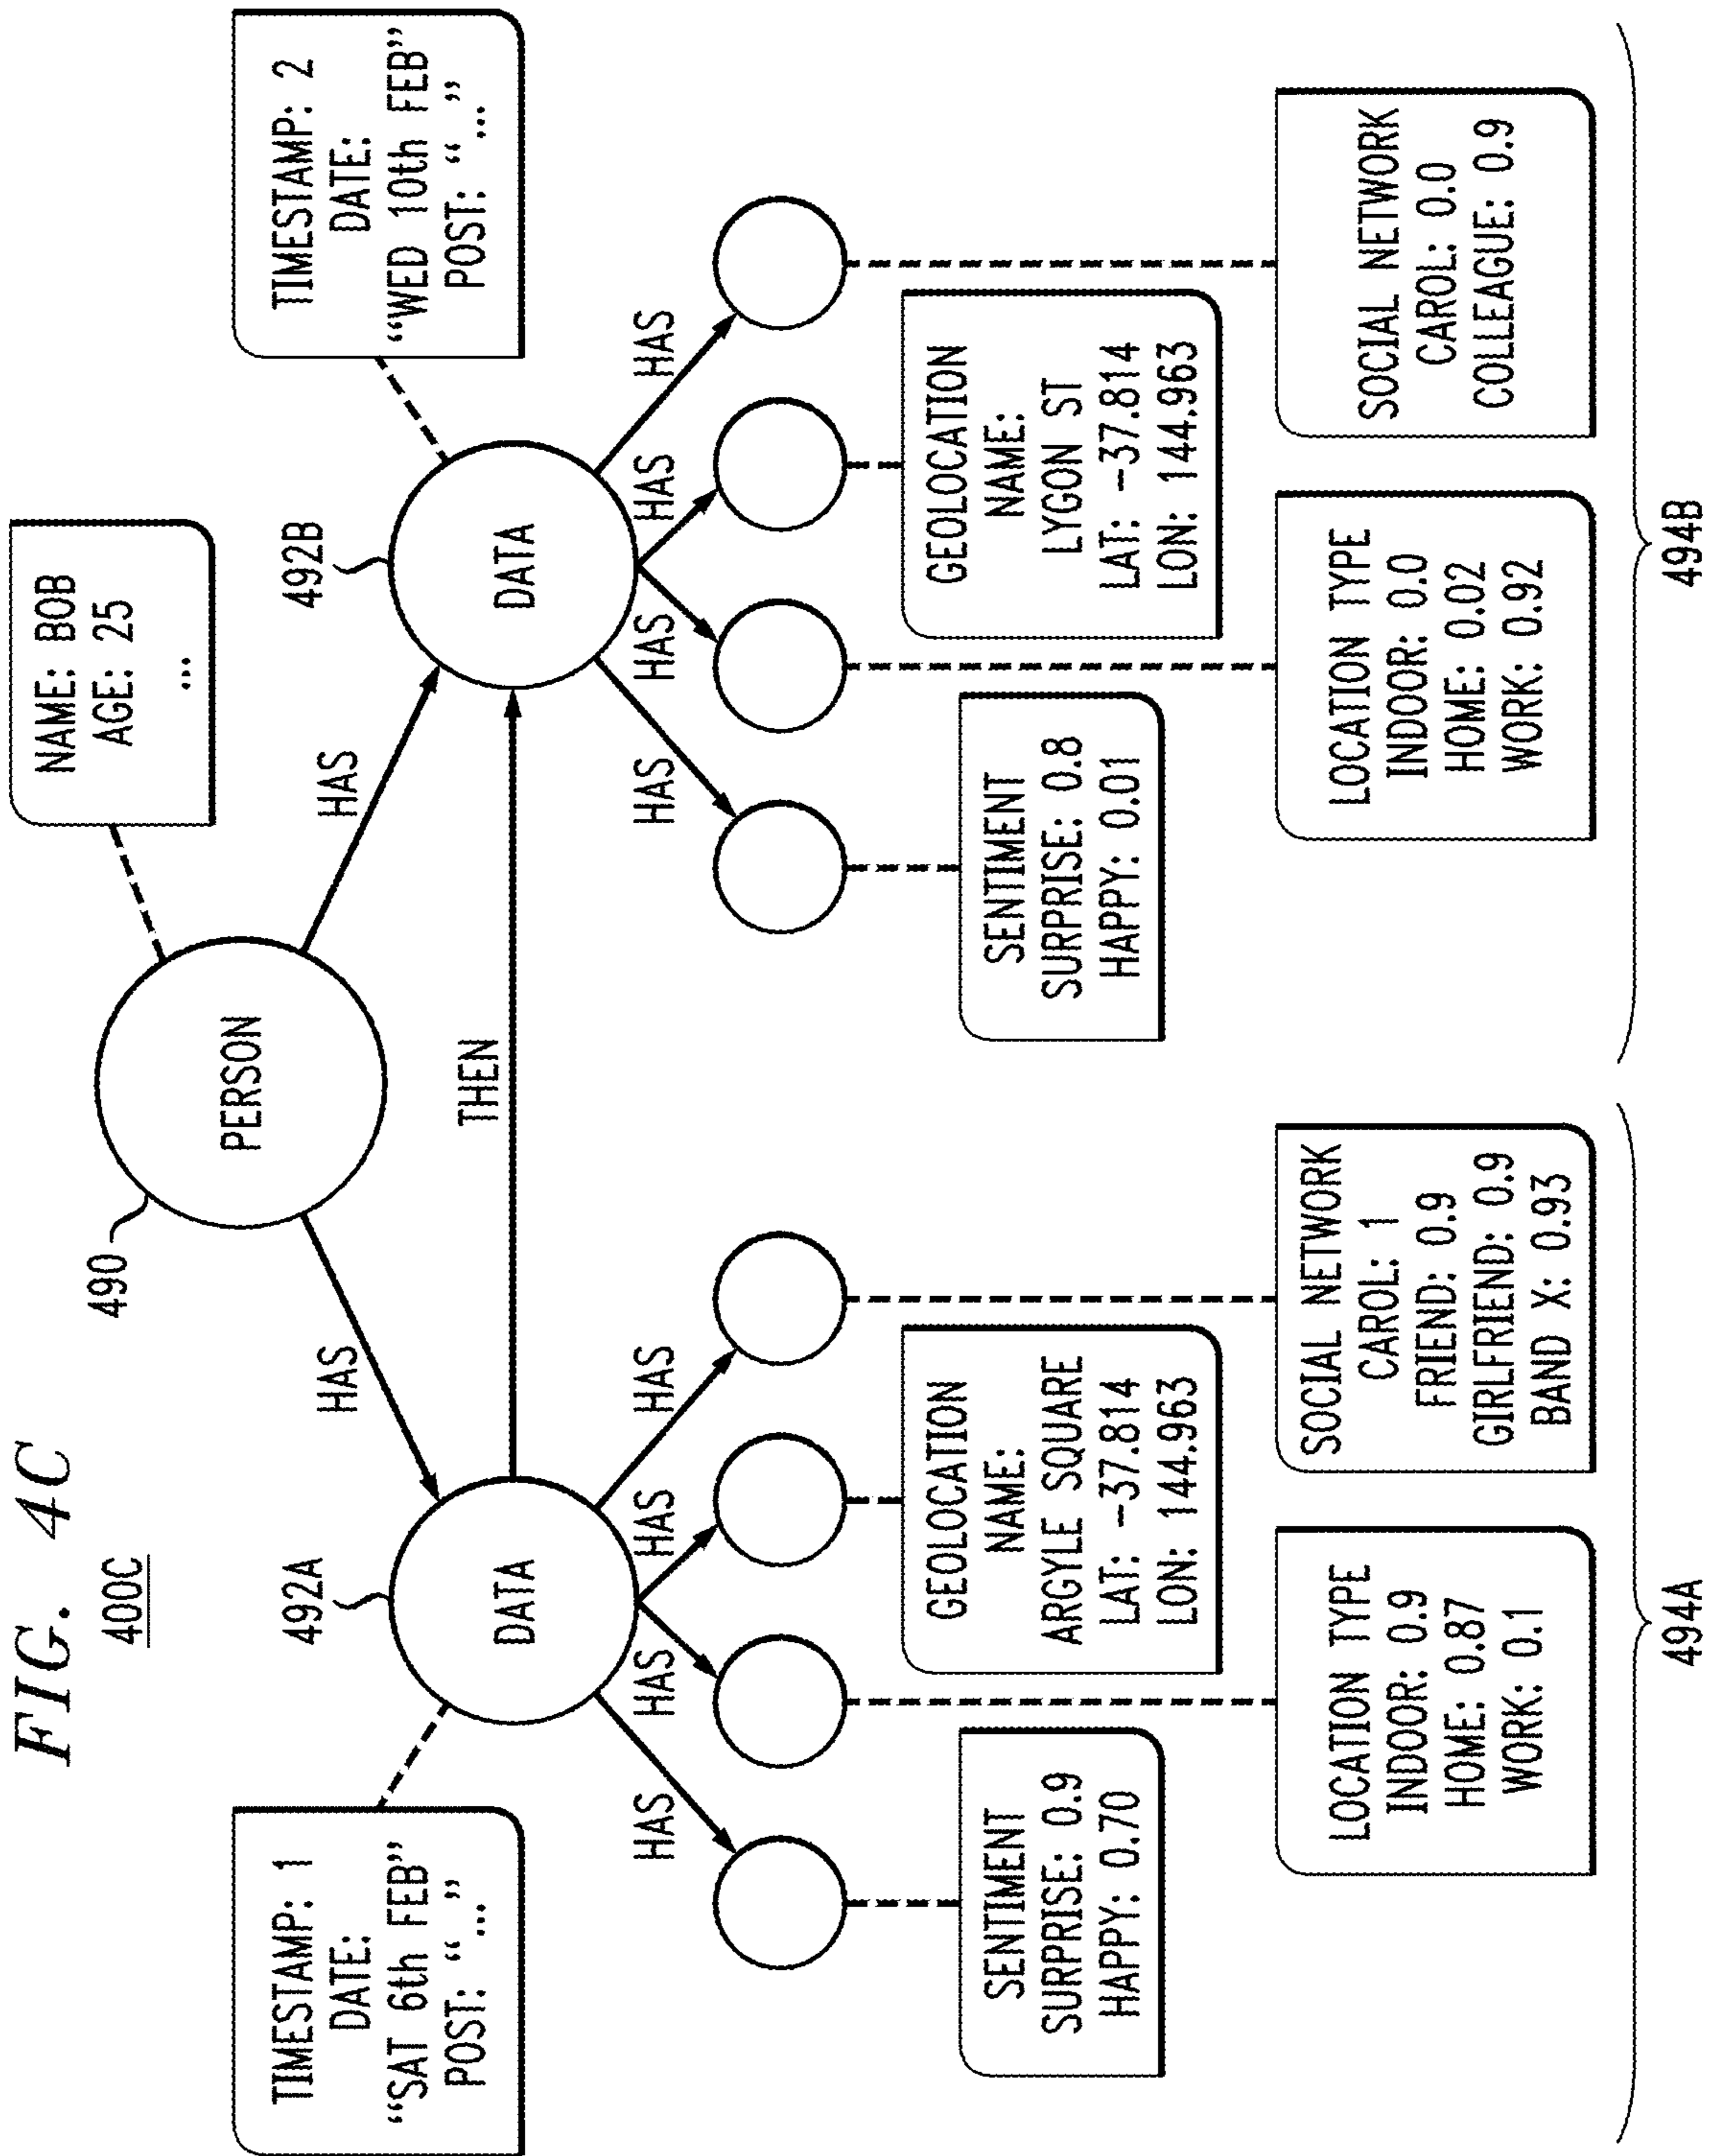 FIG. 4C
400C
490
PERSON
NAME: BOB
AGE: 25
...
HAS
HAS
TIMESTAMP: 1
DATE:
“SAT 6th FEB”
POST: “ ... ”
492A
DATA
THEN
492B
DATA
TIMESTAMP: 2
DATE:
“WED 10th FEB”
POST: “ ... ”
HAS
HAS
HAS
HAS
HAS
HAS
HAS
HAS
SENTIMENT
SURPRISE: 0.9
HAPPY: 0.70
GEOLOCATION
NAME:
ARGYLE SQUARE
LAT: -37.814
LON: 144.963
LOCATION TYPE
INDOOR: 0.9
HOME: 0.87
WORK: 0.1
SOCIAL NETWORK
CAROL: 1
FRIEND: 0.9
GIRLFRIEND: 0.9
BAND X: 0.93
494A
SENTIMENT
SURPRISE: 0.8
HAPPY: 0.01
GEOLOCATION
NAME:
LYGON ST
LAT: -37.814
LON: 144.963
LOCATION TYPE
INDOOR: 0.0
HOME: 0.02
WORK: 0.92
SOCIAL NETWORK
CAROL: 0.0
COLLEAGUE: 0.9
494B